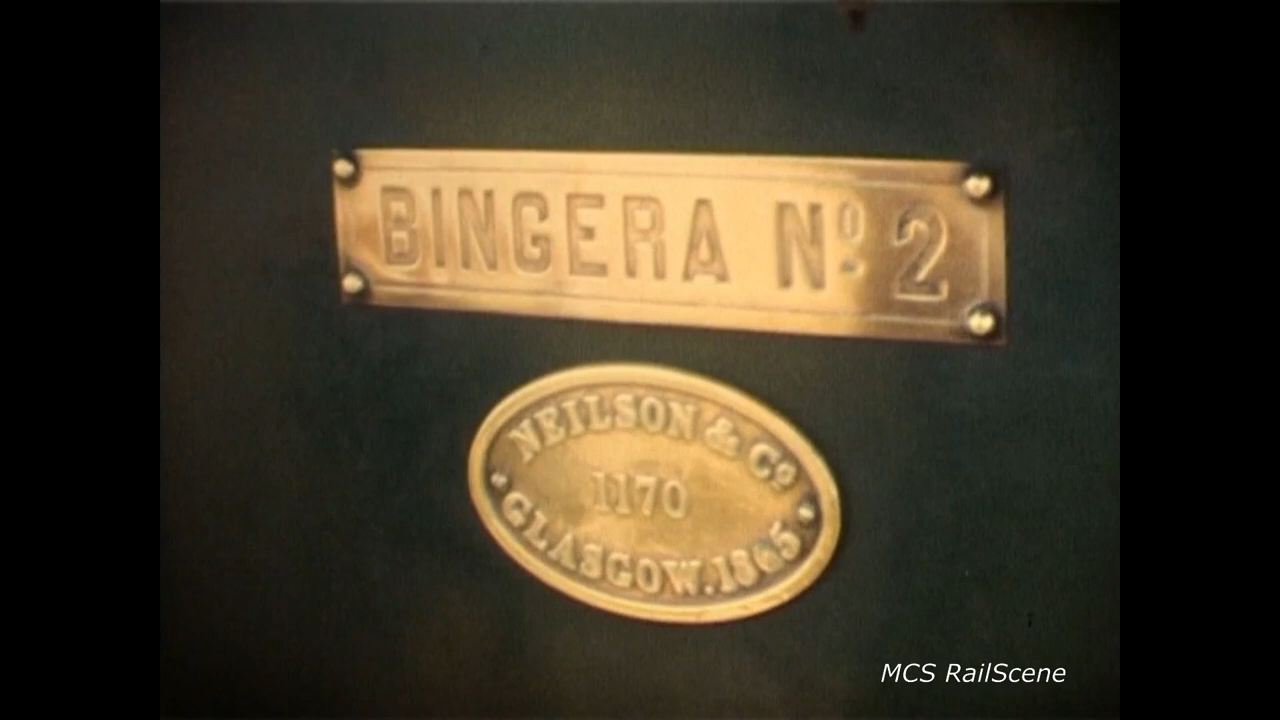 BINGERA Nº 2
NEILSON & Cº
1170
GLASGOW. 1865
MCS RailScene